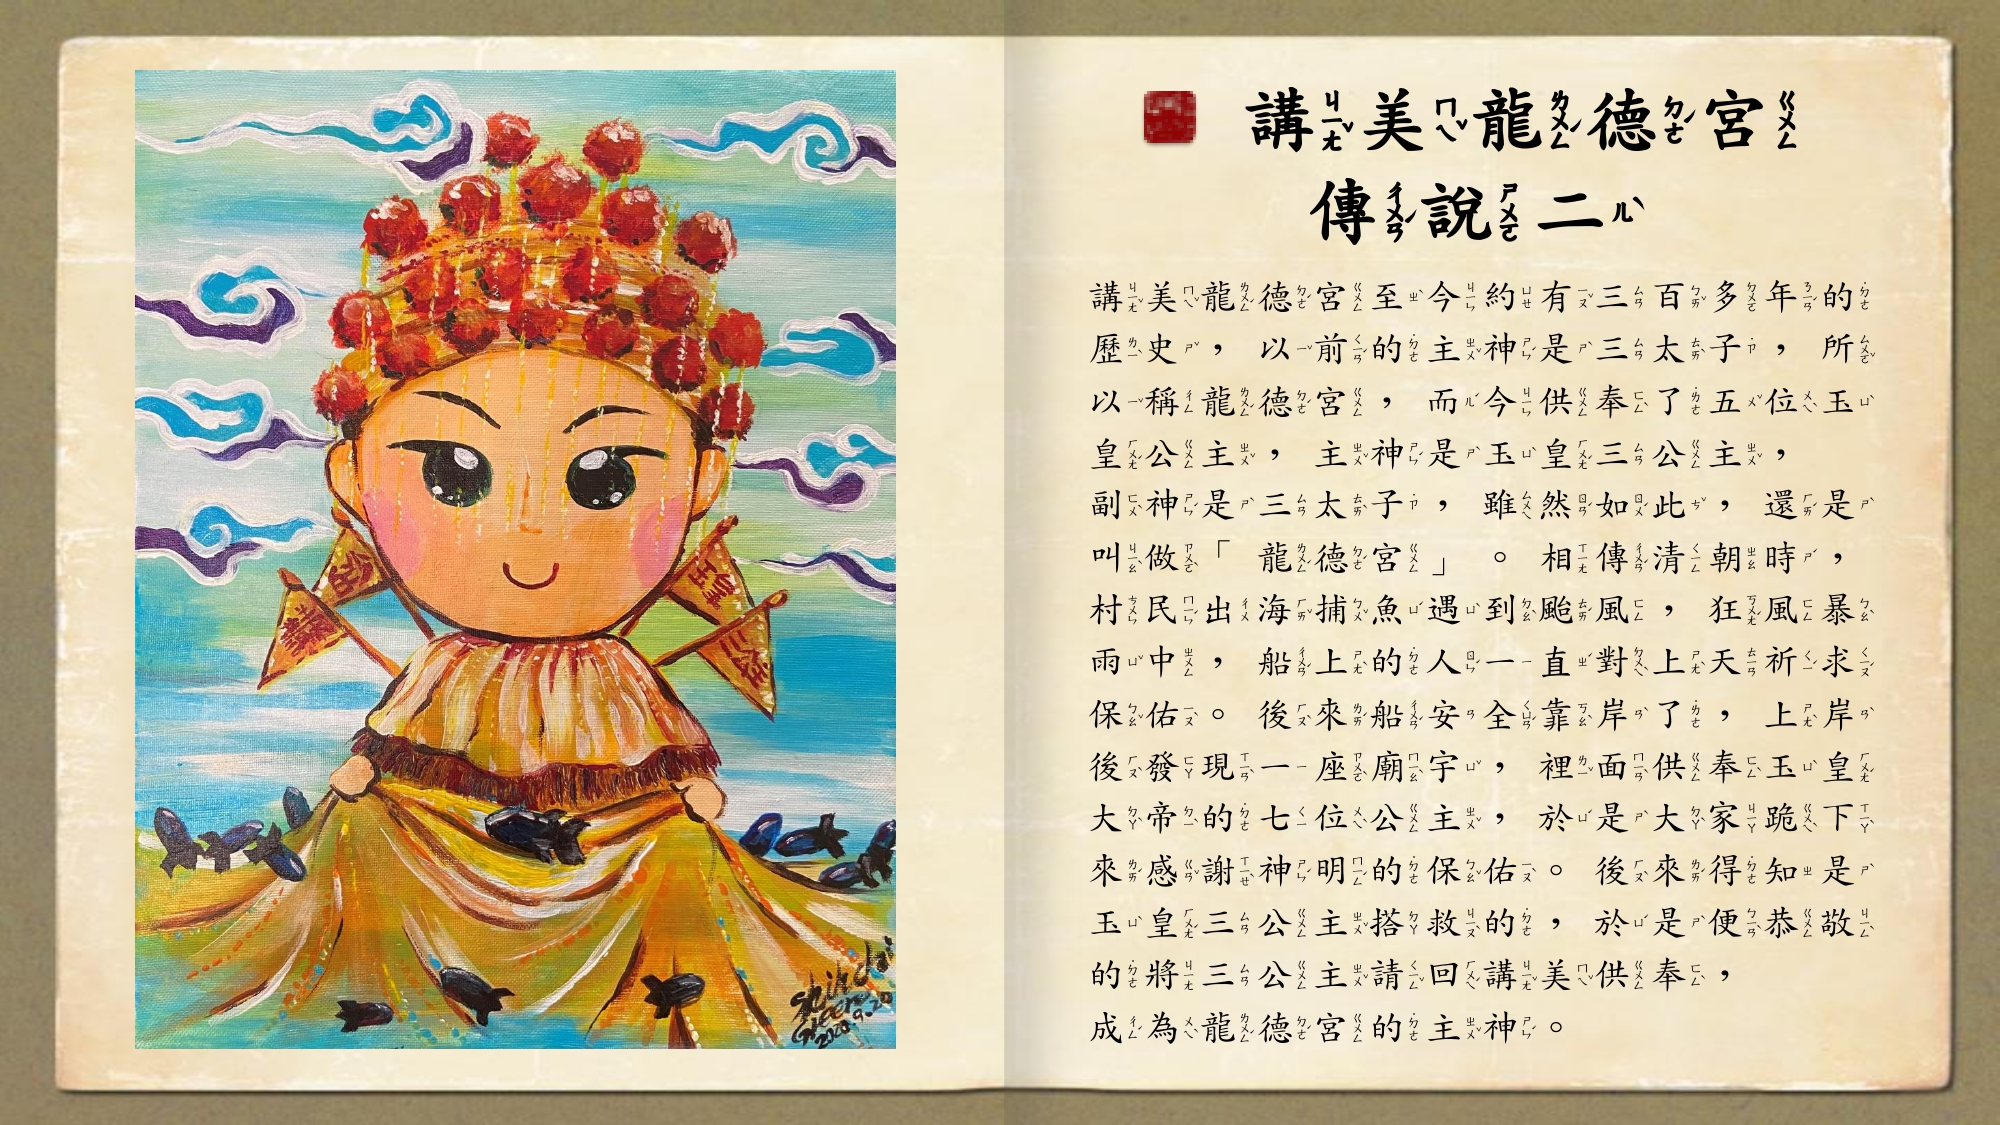 講美龍德宮
傳說二
講美龍德宮至今約有三百多年的
歷史，以前的主神是三太子，所
以稱龍德宮，而今供奉了五位玉
皇公主，主神是玉皇三公主，
副神是三太子，雖然如此，還是
叫做「龍德宮」。相傳清朝時，
村民出海捕魚遇到颱風，狂風暴
雨中，船上的人一直對上天祈求
保佑。後來船安全靠岸了，上岸
後發現一座廟宇，裡面供奉玉皇
大帝的七位公主，於是大家跪下
來感謝神明的保佑。後來得知是
玉皇三公主搭救的，於是便恭敬
的將三公主請回講美供奉，
成為龍德宮的主神。
2020.9.20